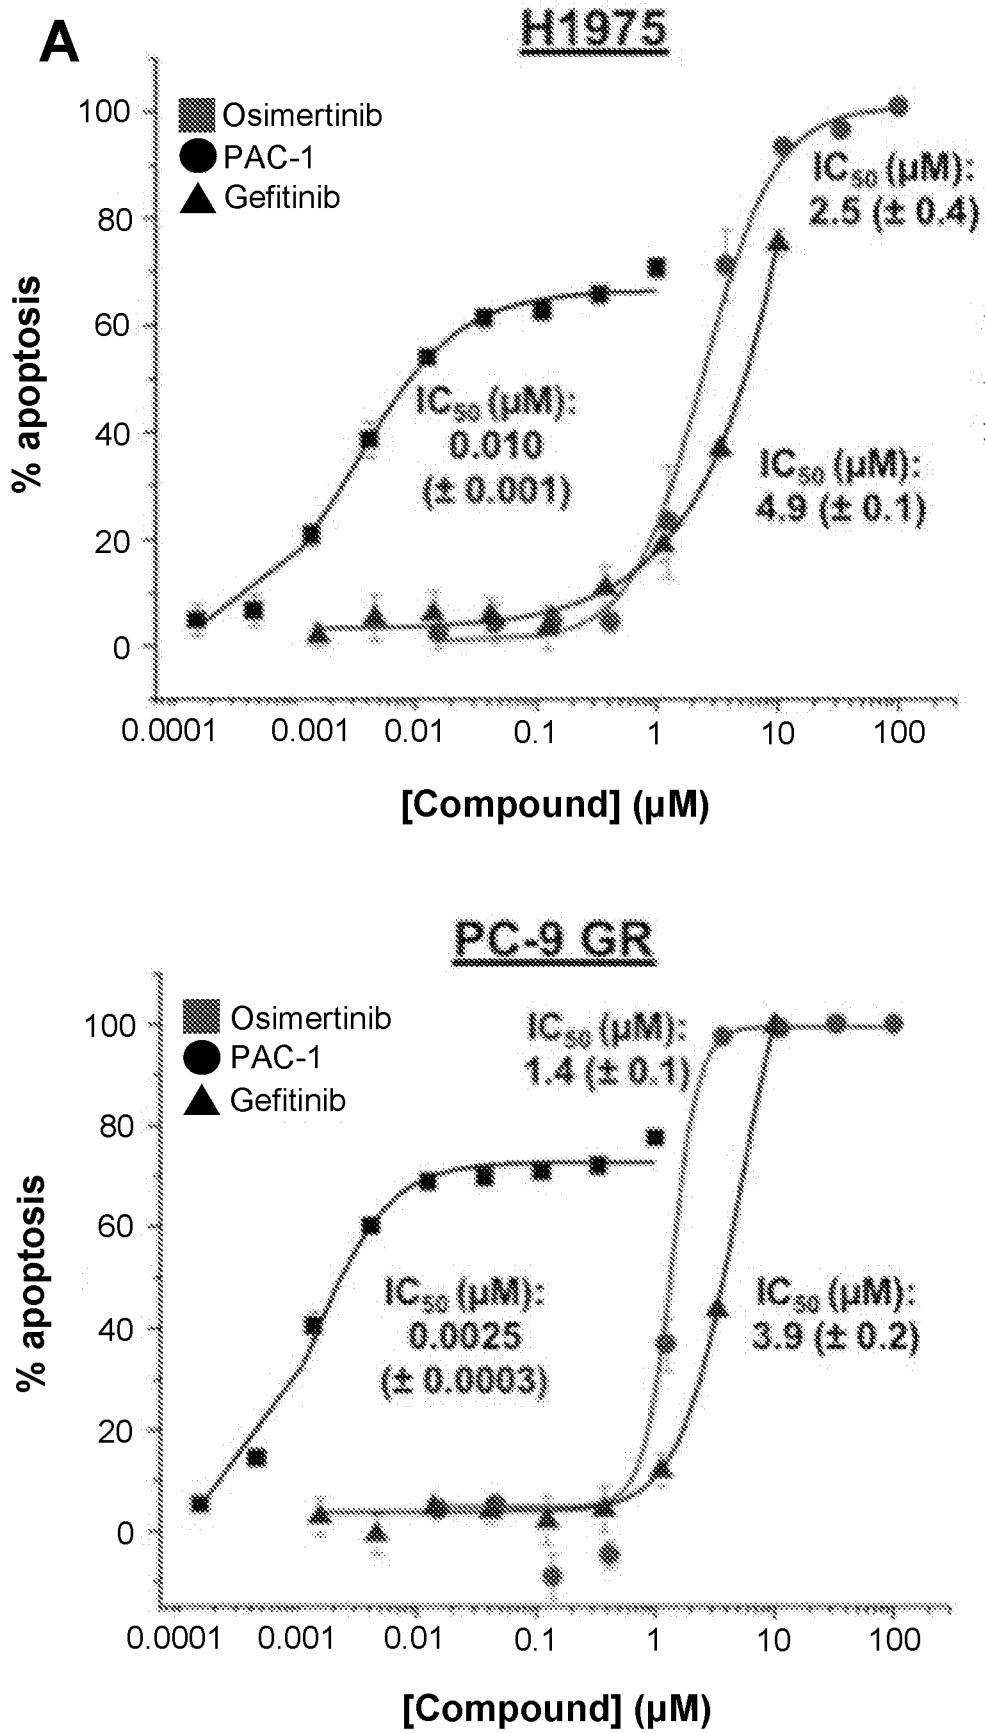 A
H1975
Osimertinib
PAC-1
Gefitinib
100
80
60
40
20
0
% apoptosis
IC50 (µM):
2.5 (± 0.4)
IC50 (µM):
0.010
(± 0.001)
IC50 (µM):
4.9 (± 0.1)
0.0001 0.001 0.01 0.1 1 10 100
[Compound] (µM)
PC-9 GR
Osimertinib
PAC-1
Gefitinib
IC50 (µM):
1.4 (± 0.1)
100
80
60
40
20
0
% apoptosis
IC50 (µM):
0.0025
(± 0.0003)
IC50 (µM):
3.9 (± 0.2)
0.0001 0.001 0.01 0.1 1 10 100
[Compound] (µM)